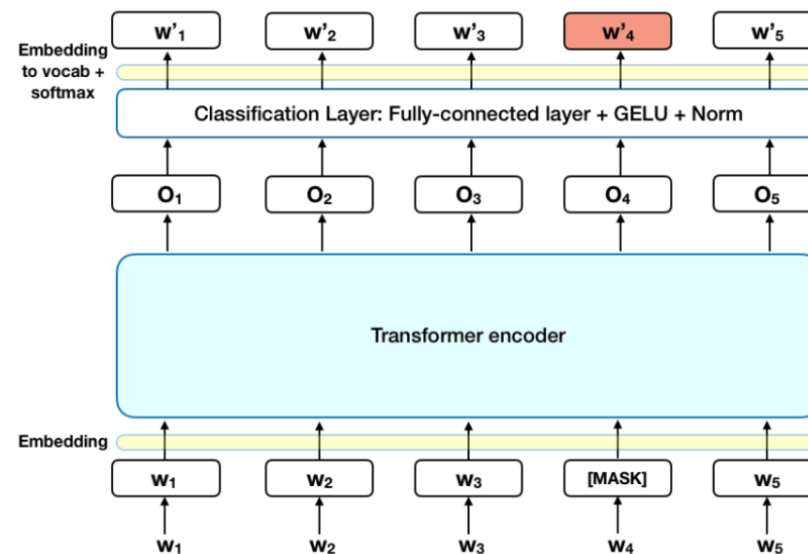 w'₁ w'₂ w'₃ w'₄ w'₅
Embedding
to vocab +
softmax
Classification Layer: Fully-connected layer + GELU + Norm
O₁ O₂ O₃ O₄ O₅
Transformer encoder
Embedding
w₁ w₂ w₃ [MASK] w₅
w₁ w₂ w₃ w₄ w₅